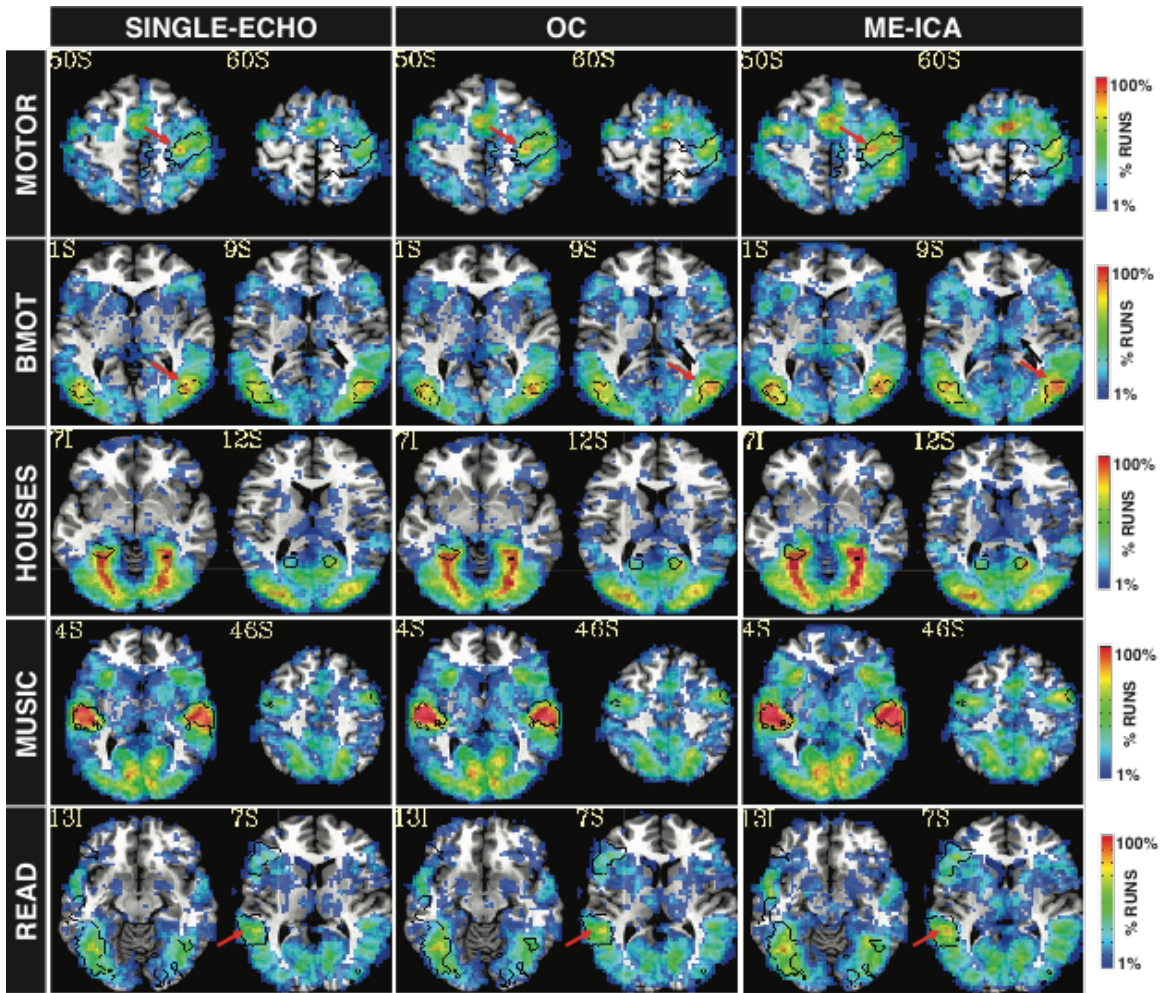 SINGLE-ECHO OC ME-ICA
MOTOR
50S 60S 50S 60S 50S 60S
100%
% RUNS
1%
BMOT
1S 9S 1S 9S 1S 9S
100%
% RUNS
1%
HOUSES
7I 12S 7I 12S 7I 12S
100%
% RUNS
1%
MUSIC
4S 46S 4S 46S 4S 46S
100%
% RUNS
1%
READ
13I 7S 13I 7S 13I 7S
100%
% RUNS
1%